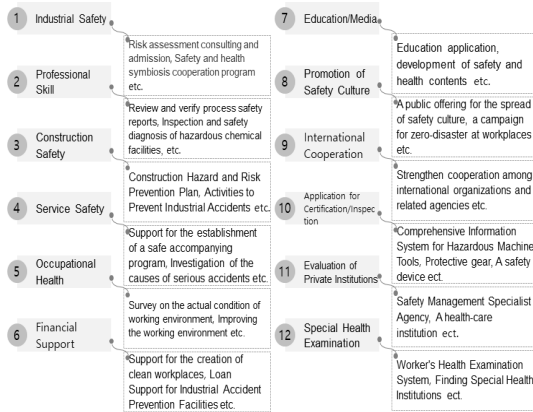 1 Industrial Safety
Risk assessment consulting and
admission, Safety and health
symbiosis cooperation program
etc.
2 Professional
Skill
Review and verify process safety
reports, Inspection and safety
diagnosis of hazardous chemical
facilities, etc.
3 Construction
Safety
Construction Hazard and Risk
Prevention Plan, Activities to
Prevent Industrial Accidents etc.
4 Service Safety
Support for the establishment
of a safe accompanying
program, Investigation of the
causes of serious accidents etc.
5 Occupational
Health
Survey on the actual condition of
working environment, Improving
the working environment etc.
6 Financial
Support
Support for the creation of
clean workplaces, Loan
Support for Industrial Accident
Prevention Facilities etc.
7 Education/Media
Education application,
development of safety and
health contents etc.
8 Promotion of
Safety Culture
A public offering for the spread
of safety culture, a campaign
for zero-disaster at workplaces
etc.
9 International
Cooperation
Strengthen cooperation among
international organizations and
related agencies etc.
10 Application for
Certification/Inspec
tion
Comprehensive Information
System for Hazardous Machine
Tools, Protective gear, A safety
device ect.
11 Evaluation of
Private Institutions
Safety Management Specialist
Agency, A health-care
institution ect.
12 Special Health
Examination
Worker's Health Examination
System, Finding Special Health
Institutions ect.